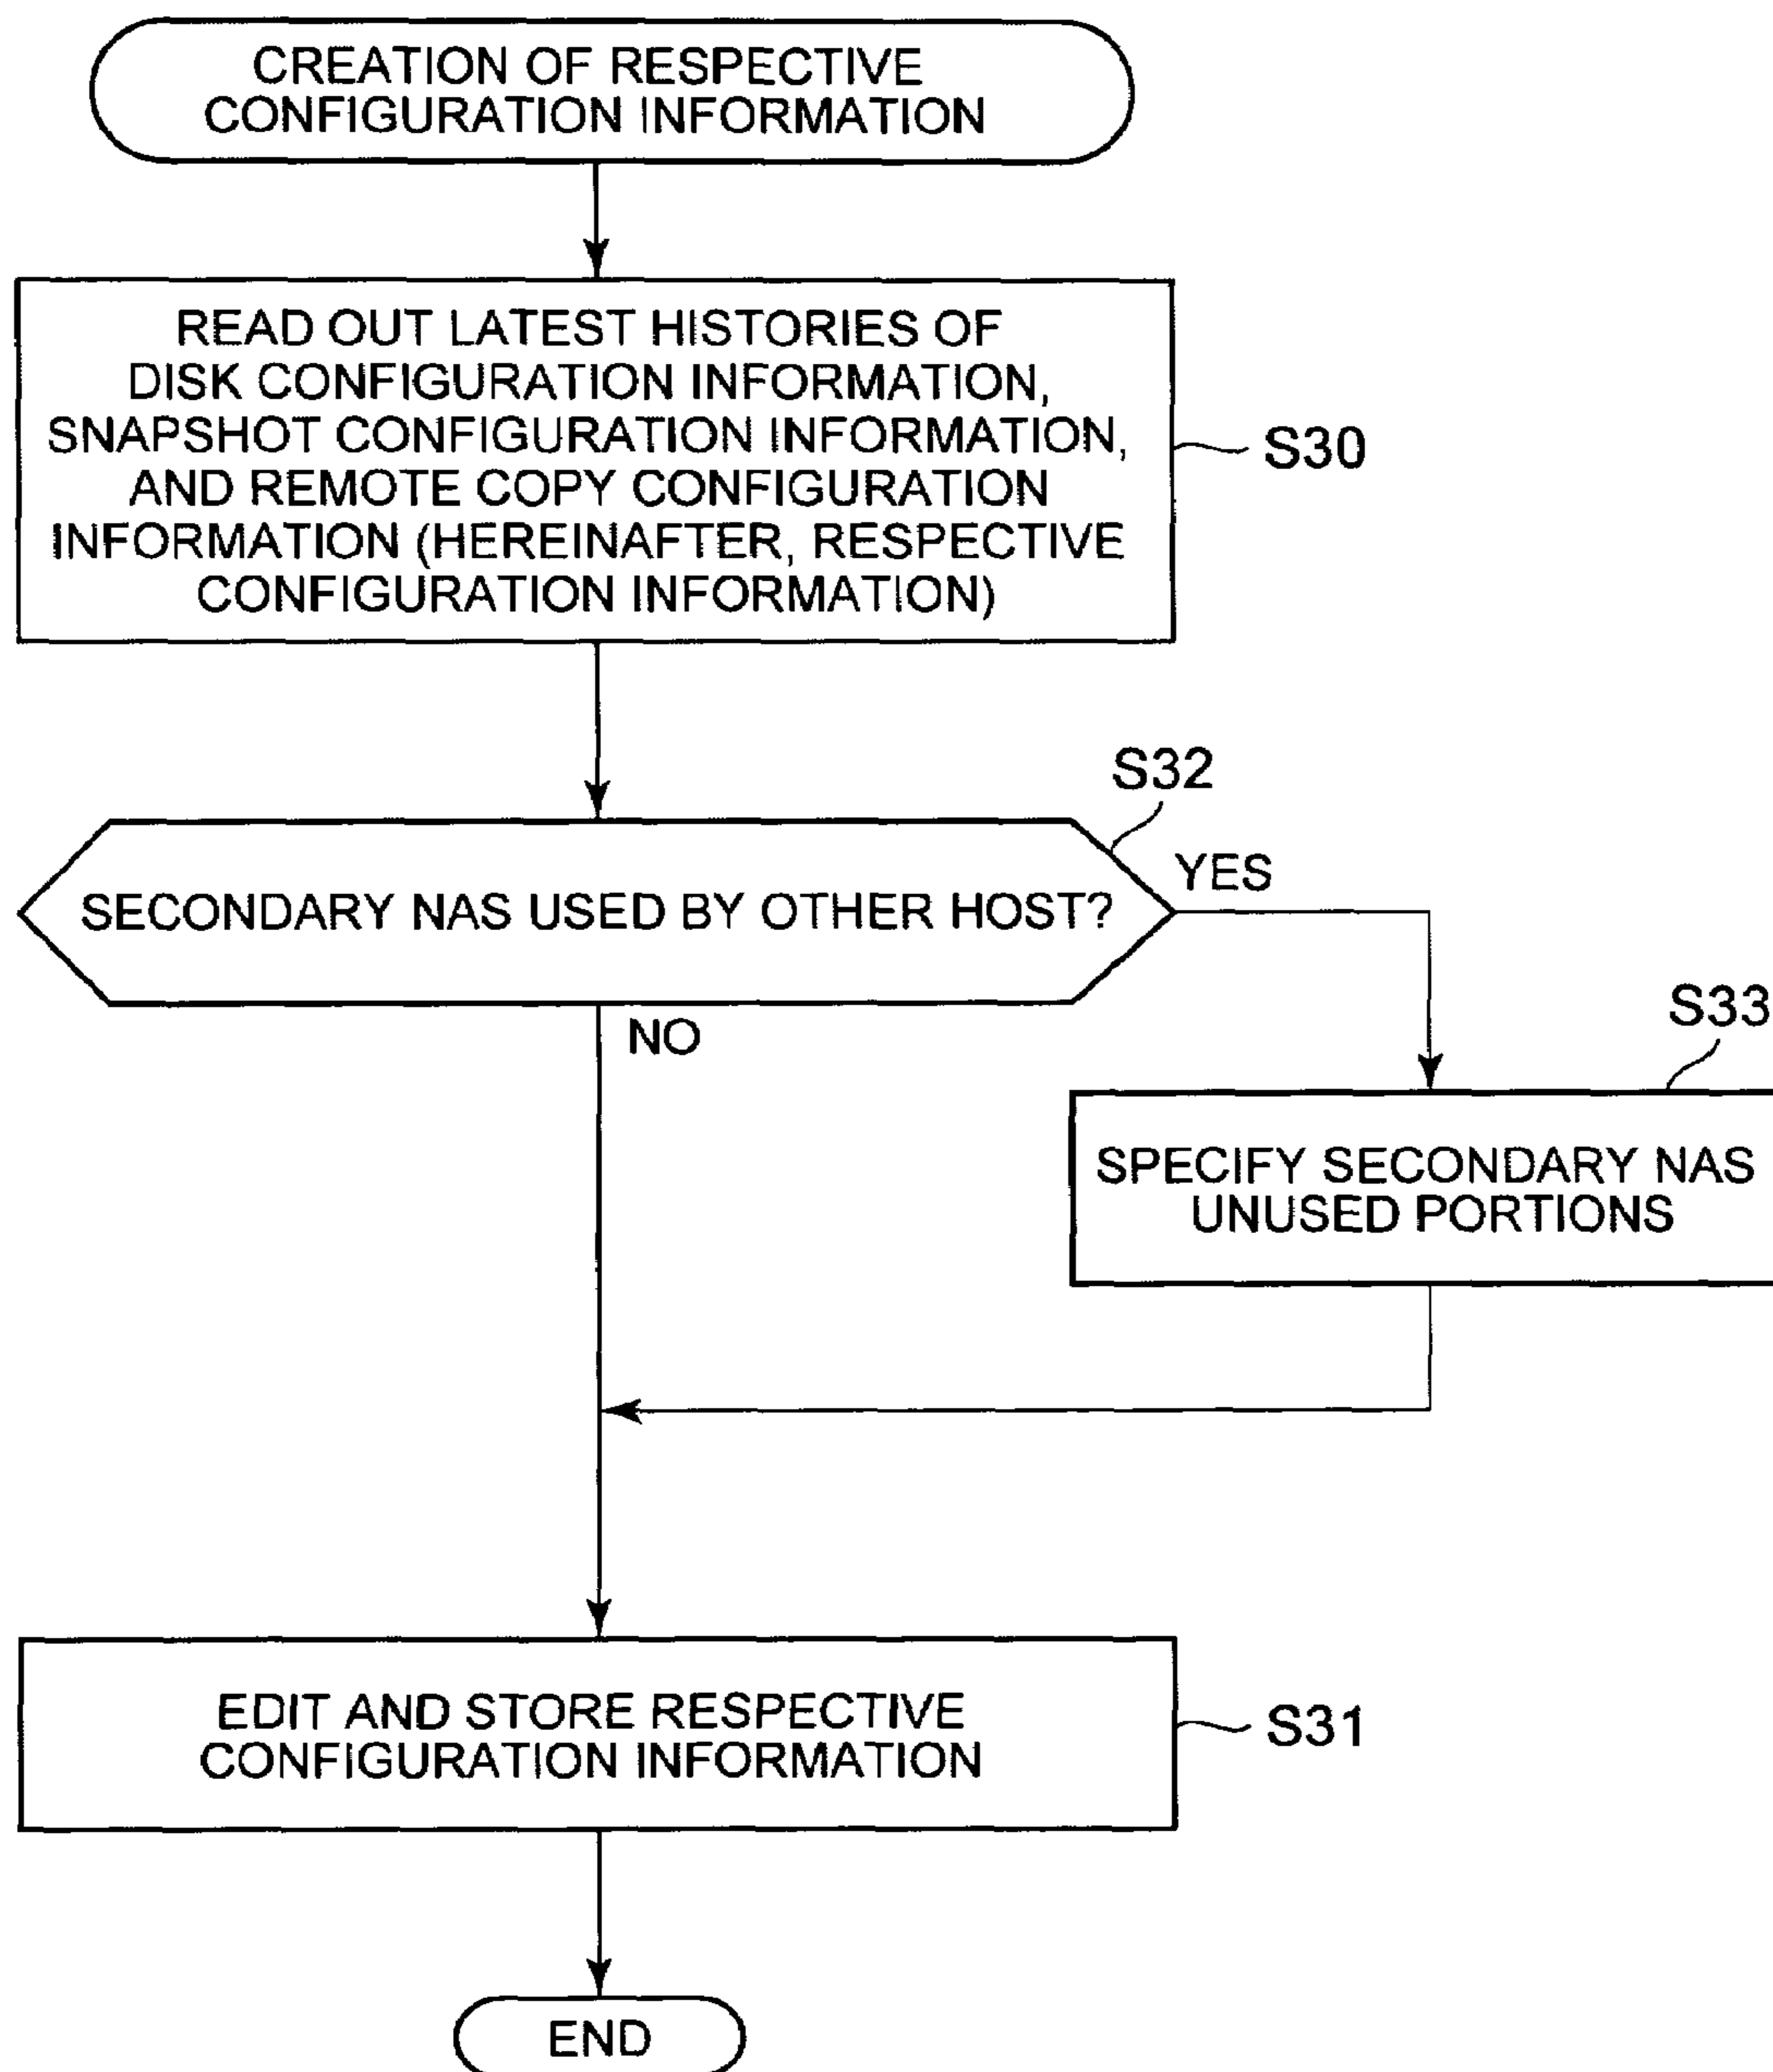 CREATION OF RESPECTIVE
CONFIGURATION INFORMATION
READ OUT LATEST HISTORIES OF
DISK CONFIGURATION INFORMATION,
SNAPSHOT CONFIGURATION INFORMATION,
AND REMOTE COPY CONFIGURATION
INFORMATION (HEREINAFTER, RESPECTIVE
CONFIGURATION INFORMATION)
S30
S32
SECONDARY NAS USED BY OTHER HOST?
YES
NO
S33
SPECIFY SECONDARY NAS
UNUSED PORTIONS
EDIT AND STORE RESPECTIVE
CONFIGURATION INFORMATION
S31
END